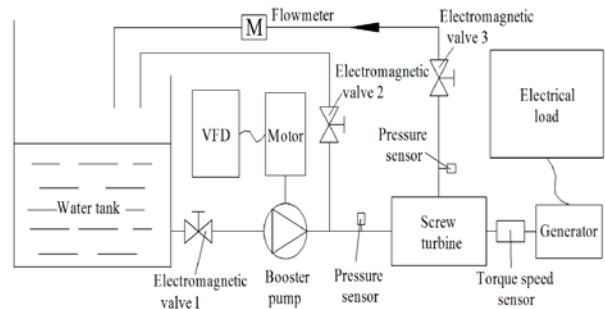 M
Flowmeter
Electromagnetic
valve 3
Electromagnetic
valve 2
VFD
Motor
Electrical
load
Pressure
sensor
Water tank
Screw
turbine
Generator
Electromagnetic
valve 1
Booster
pump
Pressure
sensor
Torque speed
sensor